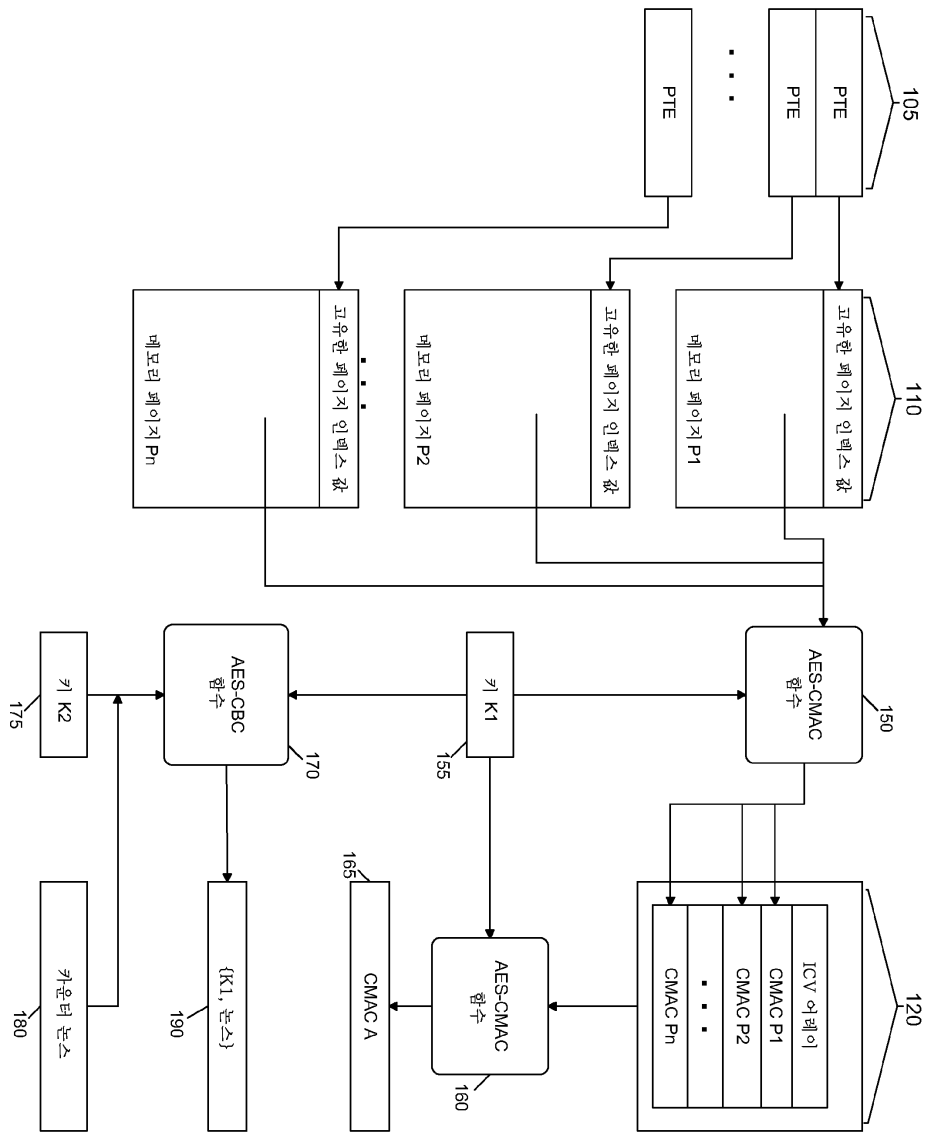 105
PTE
PTE
PTE
110
고유한 페이지 인덱스 값
메모리 페이지 P1
고유한 페이지 인덱스 값
메모리 페이지 P2
고유한 페이지 인덱스 값
메모리 페이지 Pn
150
AES-CMAC
함수
키 K1
155
AES-CBC
함수
170
키 K2
175
120
ICV 어레이
CMAC P1
CMAC P2
CMAC Pn
AES-CMAC
함수
160
165
CMAC A
{K1, 논스}
190
카운터 논스
180